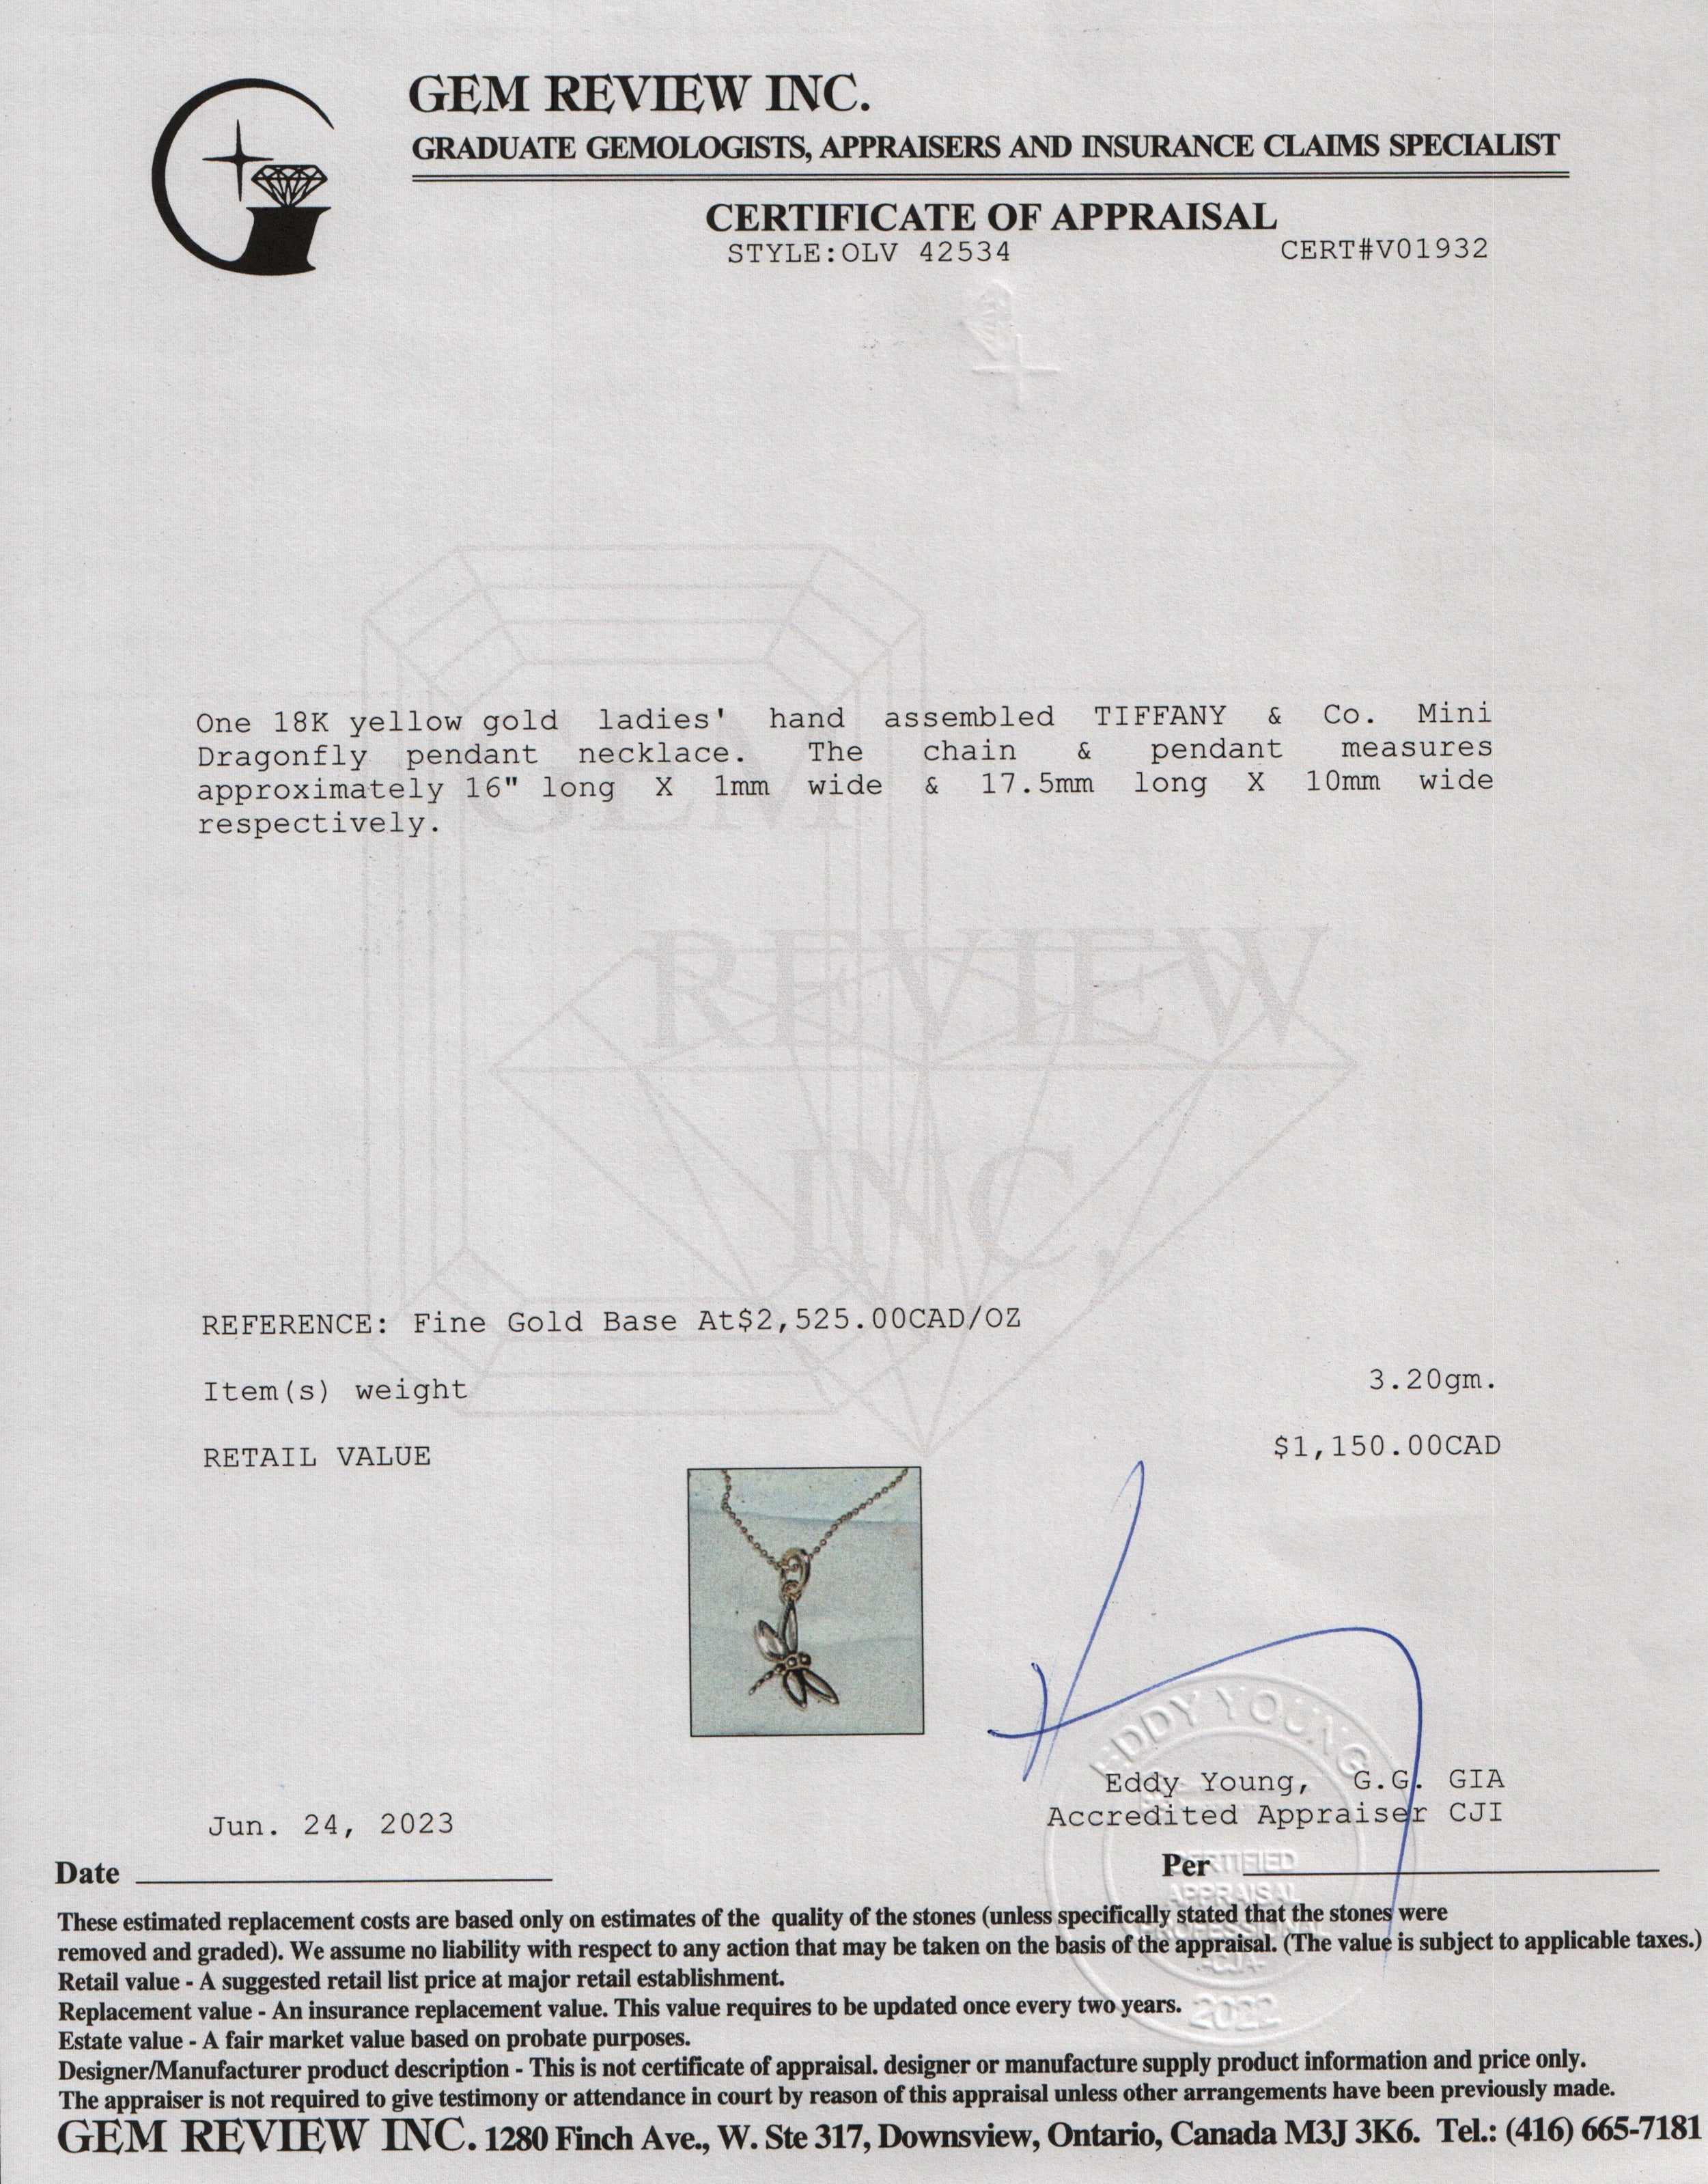 GEM REVIEW INC.
GRADUATE GEMOLOGISTS, APPRAISERS AND INSURANCE CLAIMS SPECIALIST
CERTIFICATE OF APPRAISAL
STYLE:OLV 42534 CERT#V01932
One 18K yellow gold ladies' hand assembled TIFFANY & Co. Mini
Dragonfly pendant necklace. The chain & pendant measures
approximately 16" long X 1mm wide & 17.5mm long X 10mm wide
respectively.
GEM
REVIEW
INC.
REFERENCE: Fine Gold Base At$2,525.00CAD/OZ
Item(s) weight 3.20gm.
RETAIL VALUE $1,150.00CAD
EDDY YOUNG
Eddy Young, G.G. GIA
Accredited Appraiser CJI
Jun. 24, 2023
Date
Per
CERTIFIED
APPRAISAL
PROFESSIONAL
-CJA-
2022
These estimated replacement costs are based only on estimates of the quality of the stones (unless specifically stated that the stones were
removed and graded). We assume no liability with respect to any action that may be taken on the basis of the appraisal. (The value is subject to applicable taxes.)
Retail value - A suggested retail list price at major retail establishment.
Replacement value - An insurance replacement value. This value requires to be updated once every two years.
Estate value - A fair market value based on probate purposes.
Designer/Manufacturer product description - This is not certificate of appraisal. designer or manufacture supply product information and price only.
The appraiser is not required to give testimony or attendance in court by reason of this appraisal unless other arrangements have been previously made.
GEM REVIEW INC. 1280 Finch Ave., W. Ste 317, Downsview, Ontario, Canada M3J 3K6. Tel.: (416) 665-7181